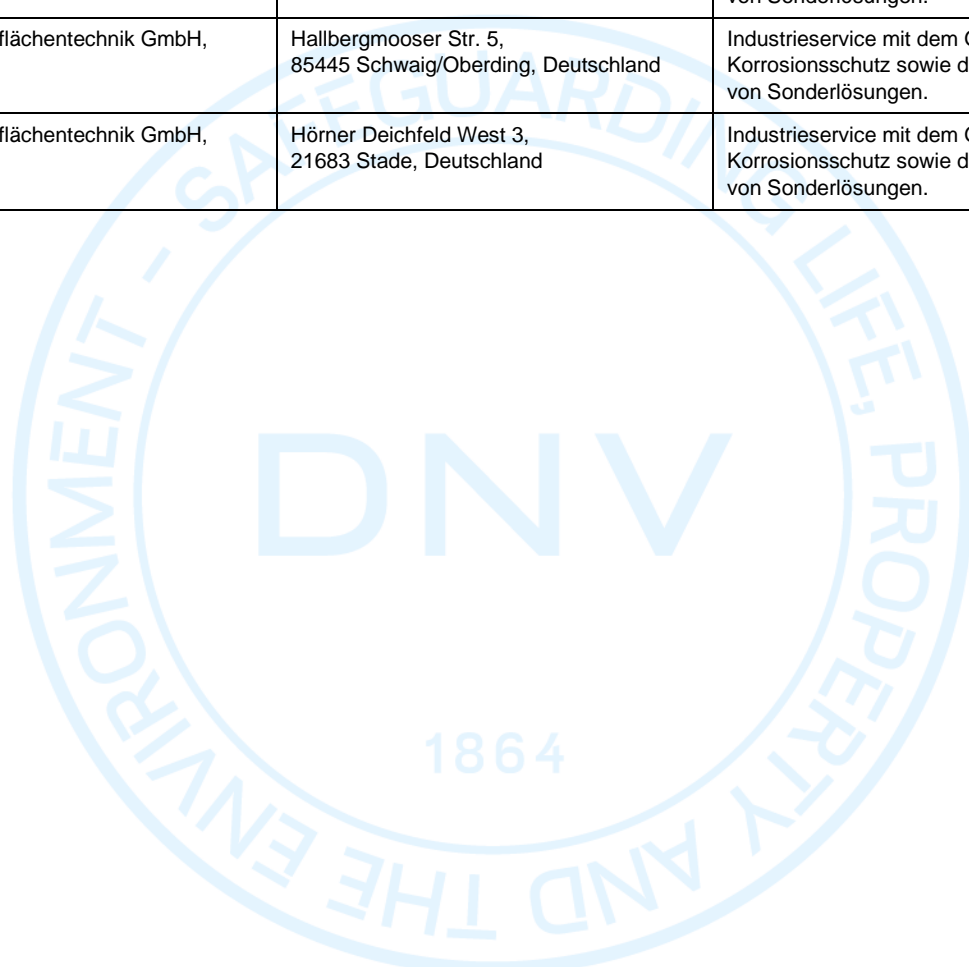 von Sonderlösungen.
flächentechnik GmbH,
Hallbergmooser Str. 5,
85445 Schwaig/Oberding, Deutschland
Industrieservice mit dem
Korrosionsschutz sowie d
von Sonderlösungen.
flächentechnik GmbH,
Hörner Deichfeld West 3,
21683 Stade, Deutschland
Industrieservice mit dem
Korrosionsschutz sowie d
von Sonderlösungen.
SAFEGUARDING LIFE, PROPERTY AND THE ENVIRONMENT -
DNV
1864